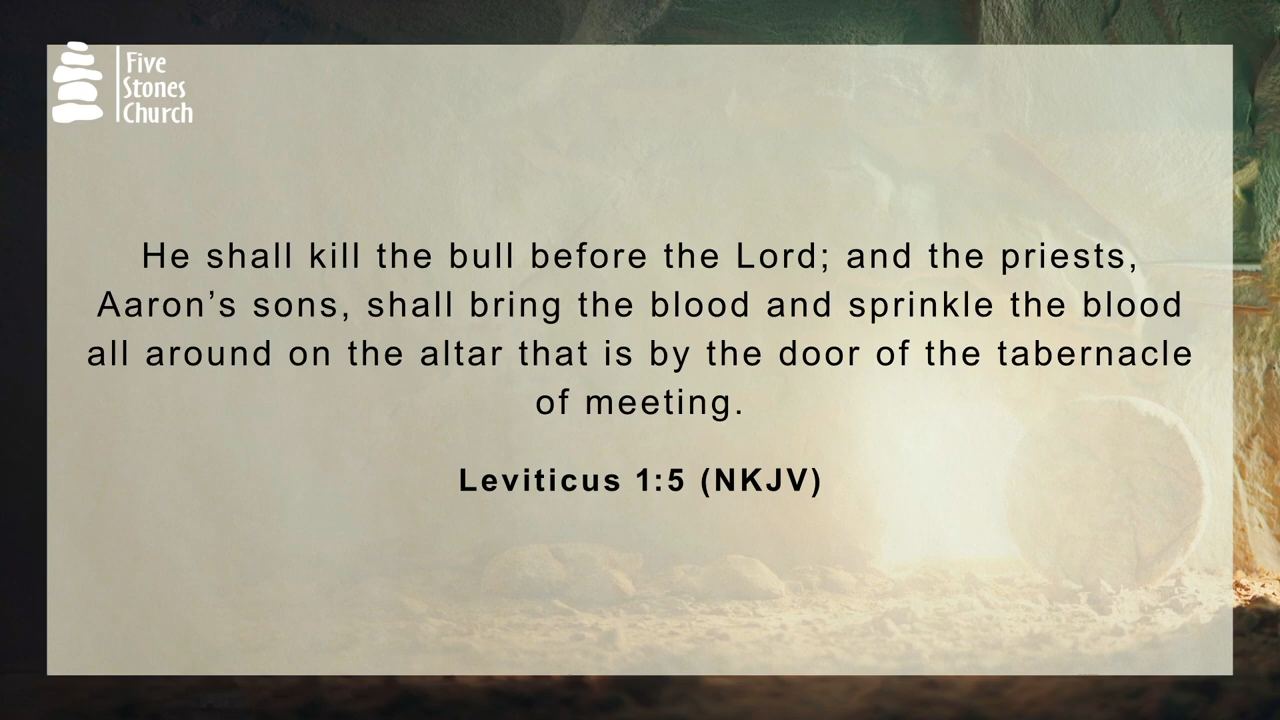 Five
Stones
Church
He shall kill the bull before the Lord; and the priests,
Aaron’s sons, shall bring the blood and sprinkle the blood
all around on the altar that is by the door of the tabernacle
of meeting.
Leviticus 1:5 (NKJV)